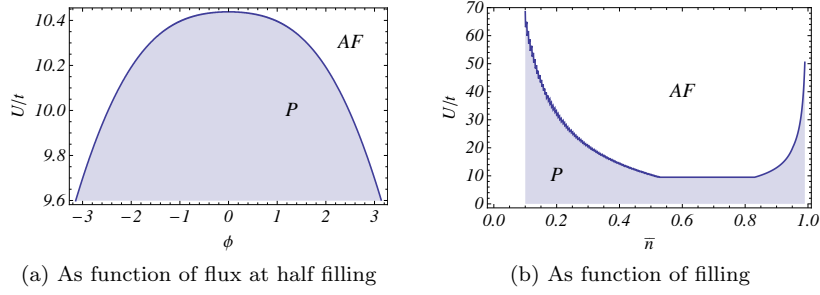 10.4
10.2
10.0
9.8
9.6
U/t
AF
P
−3 −2 −1 0 1 2 3
ϕ
(a) As function of flux at half filling
70
60
50
40
30
20
10
0
U/t
AF
P
0.0 0.2 0.4 0.6 0.8 1.0
n̅
(b) As function of filling